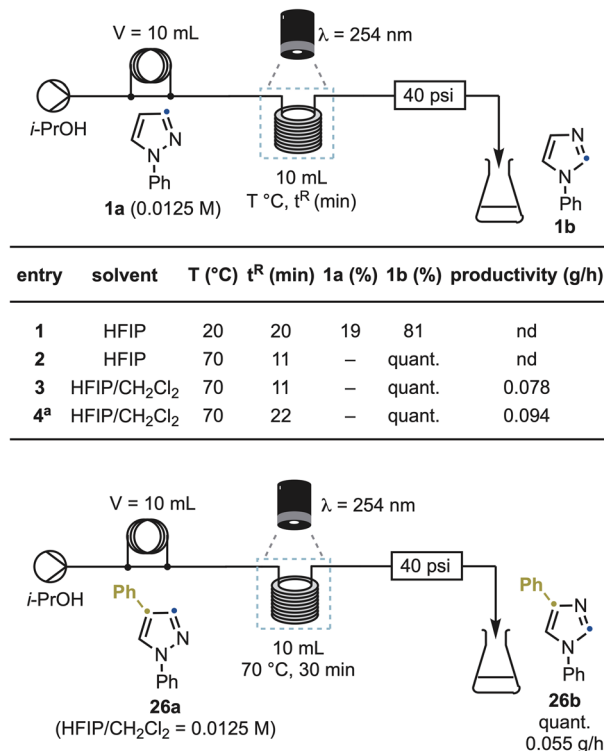 V = 10 mL
λ = 254 nm
i-PrOH
40 psi
N
N
Ph
1a (0.0125 M)
10 mL
T °C, tᴿ (min)
N
N
Ph
1b
entry solvent T (°C) tᴿ (min) 1a (%) 1b (%) productivity (g/h)
1 HFIP 20 20 19 81 nd
2 HFIP 70 11 – quant. nd
3 HFIP/CH₂Cl₂ 70 11 – quant. 0.078
4ᵃ HFIP/CH₂Cl₂ 70 22 – quant. 0.094
V = 10 mL
λ = 254 nm
i-PrOH
40 psi
Ph
N
N
Ph
26a
(HFIP/CH₂Cl₂ = 0.0125 M)
10 mL
70 °C, 30 min
Ph
N
N
Ph
26b
quant.
0.055 g/h